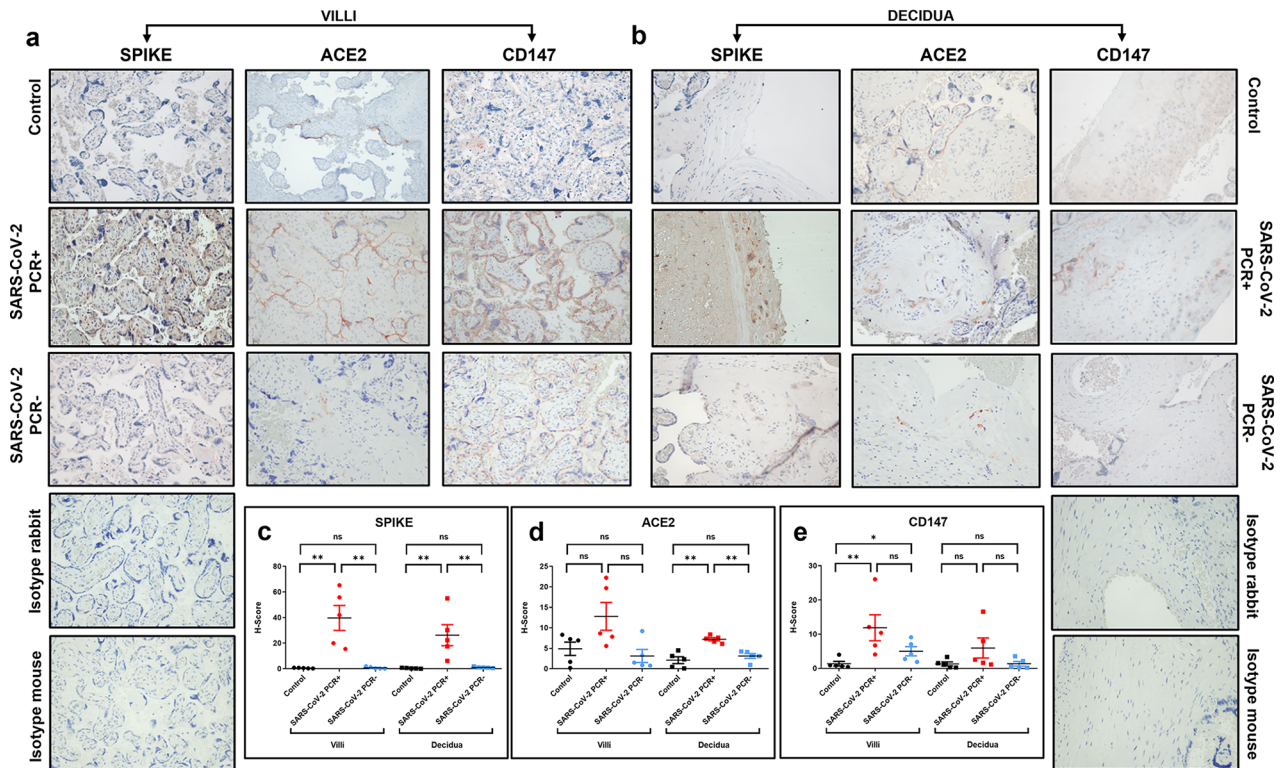 VILLI
DECIDUA
a
b
SPIKE
ACE2
CD147
SPIKE
ACE2
CD147
Control
Control
SARS-CoV-2
PCR+
SARS-CoV-2
PCR+
SARS-CoV-2
PCR-
SARS-CoV-2
PCR-
Isotype rabbit
Isotype mouse
Isotype rabbit
Isotype mouse
c
SPIKE
ns
ns
**
**
**
**
H-Score
80
60
40
20
0
Control
SARS-CoV-2 PCR+
SARS-CoV-2 PCR-
Control
SARS-CoV-2 PCR+
SARS-CoV-2 PCR-
Villi
Decidua
d
ACE2
ns
ns
ns
ns
**
**
H-Score
25
20
15
10
5
0
Control
SARS-CoV-2 PCR+
SARS-CoV-2 PCR-
Control
SARS-CoV-2 PCR+
SARS-CoV-2 PCR-
Villi
Decidua
e
CD147
*
ns
**
ns
ns
ns
H-Score
30
20
10
0
Control
SARS-CoV-2 PCR+
SARS-CoV-2 PCR-
Control
SARS-CoV-2 PCR+
SARS-CoV-2 PCR-
Villi
Decidua